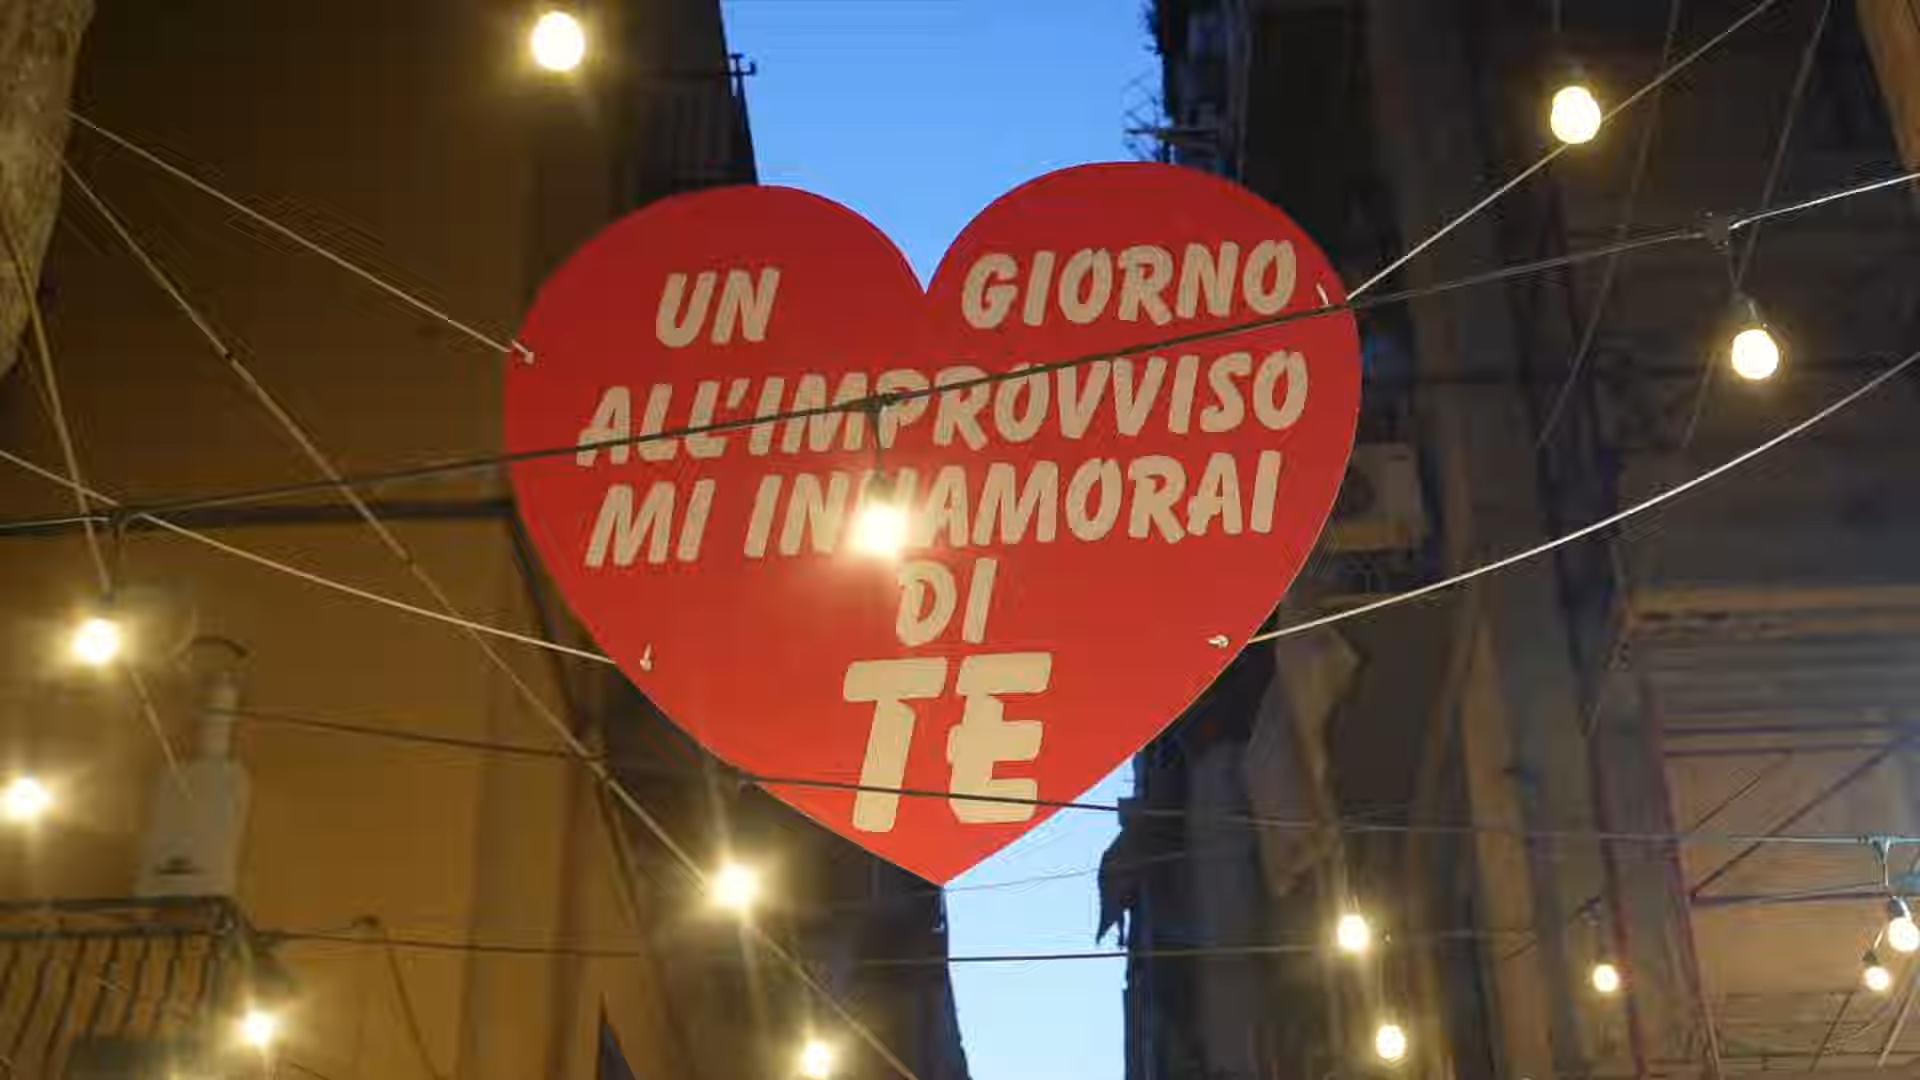 UN GIORNO
ALL'IMPROVVISO
MI INNAMORAI
DI
TE